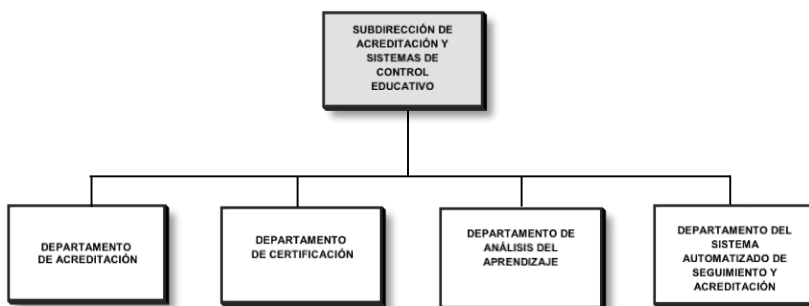 SUBDIRECCIÓN DE
ACREDITACIÓN Y
SISTEMAS DE
CONTROL
EDUCATIVO
DEPARTAMENTO
DE ACREDITACIÓN
DEPARTAMENTO
DE CERTIFICACIÓN
DEPARTAMENTO DE
ANÁLISIS DEL
APRENDIZAJE
DEPARTAMENTO DEL
SISTEMA
AUTOMATIZADO DE
SEGUIMIENTO Y
ACREDITACIÓN